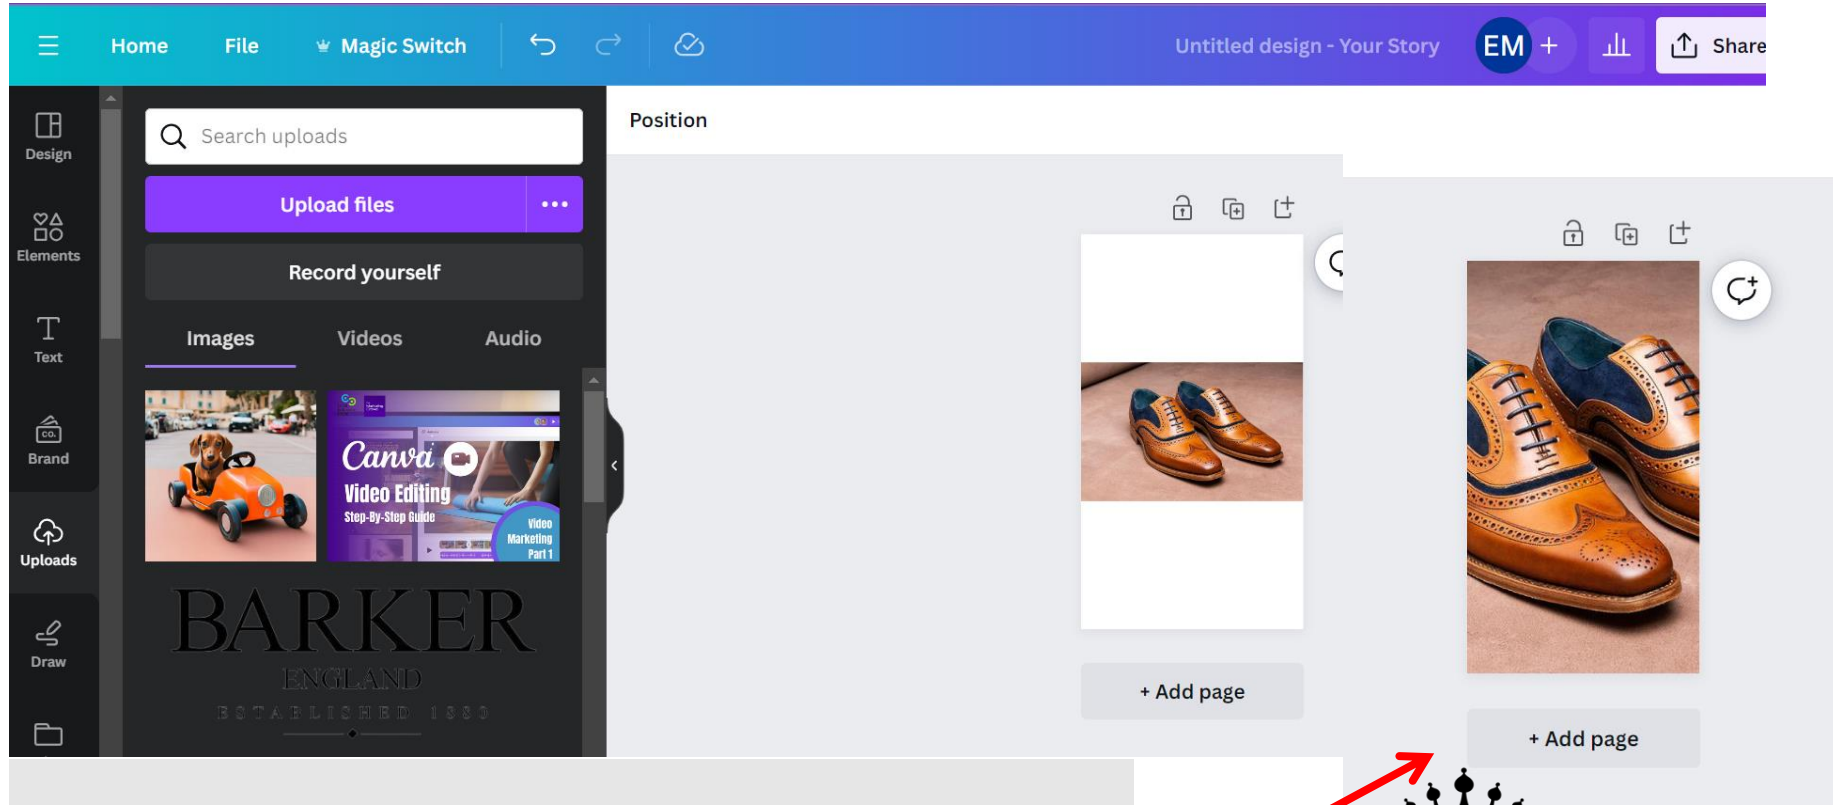 Home File Magic Switch Untitled design - Your Story EM + Share
Design
Elements
Text
Brand
Uploads
Draw
CO.
Search uploads
Upload files
Record yourself
Images Videos Audio
Canva
Video Editing
Step-By-Step Guide
Video
Marketing
Part 1
BARKER
ENGLAND
ESTABLISHED 1880
Position
+ Add page
+ Add page